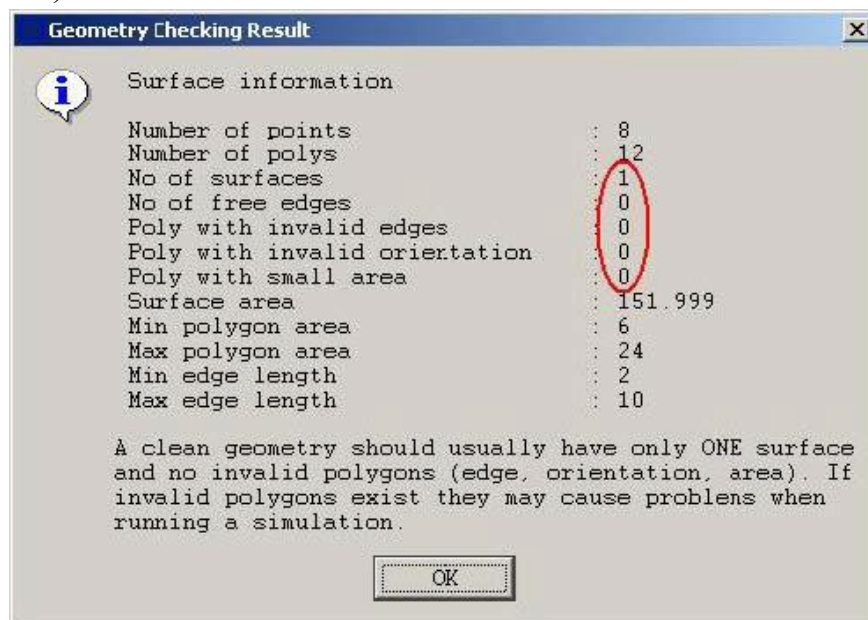 Geometry Checking Result
Surface information
Number of points : 8
Number of polys : 12
No of surfaces : 1
No of free edges : 0
Poly with invalid edges : 0
Poly with invalid orientation : 0
Poly with small area : 0
Surface area : 151.999
Min polygon area : 6
Max polygon area : 24
Min edge length : 2
Max edge length : 10
A clean geometry should usually have only ONE surface
and no invalid polygons (edge, orientation, area). If
invalid polygons exist they may cause problems when
running a simulation.
OK